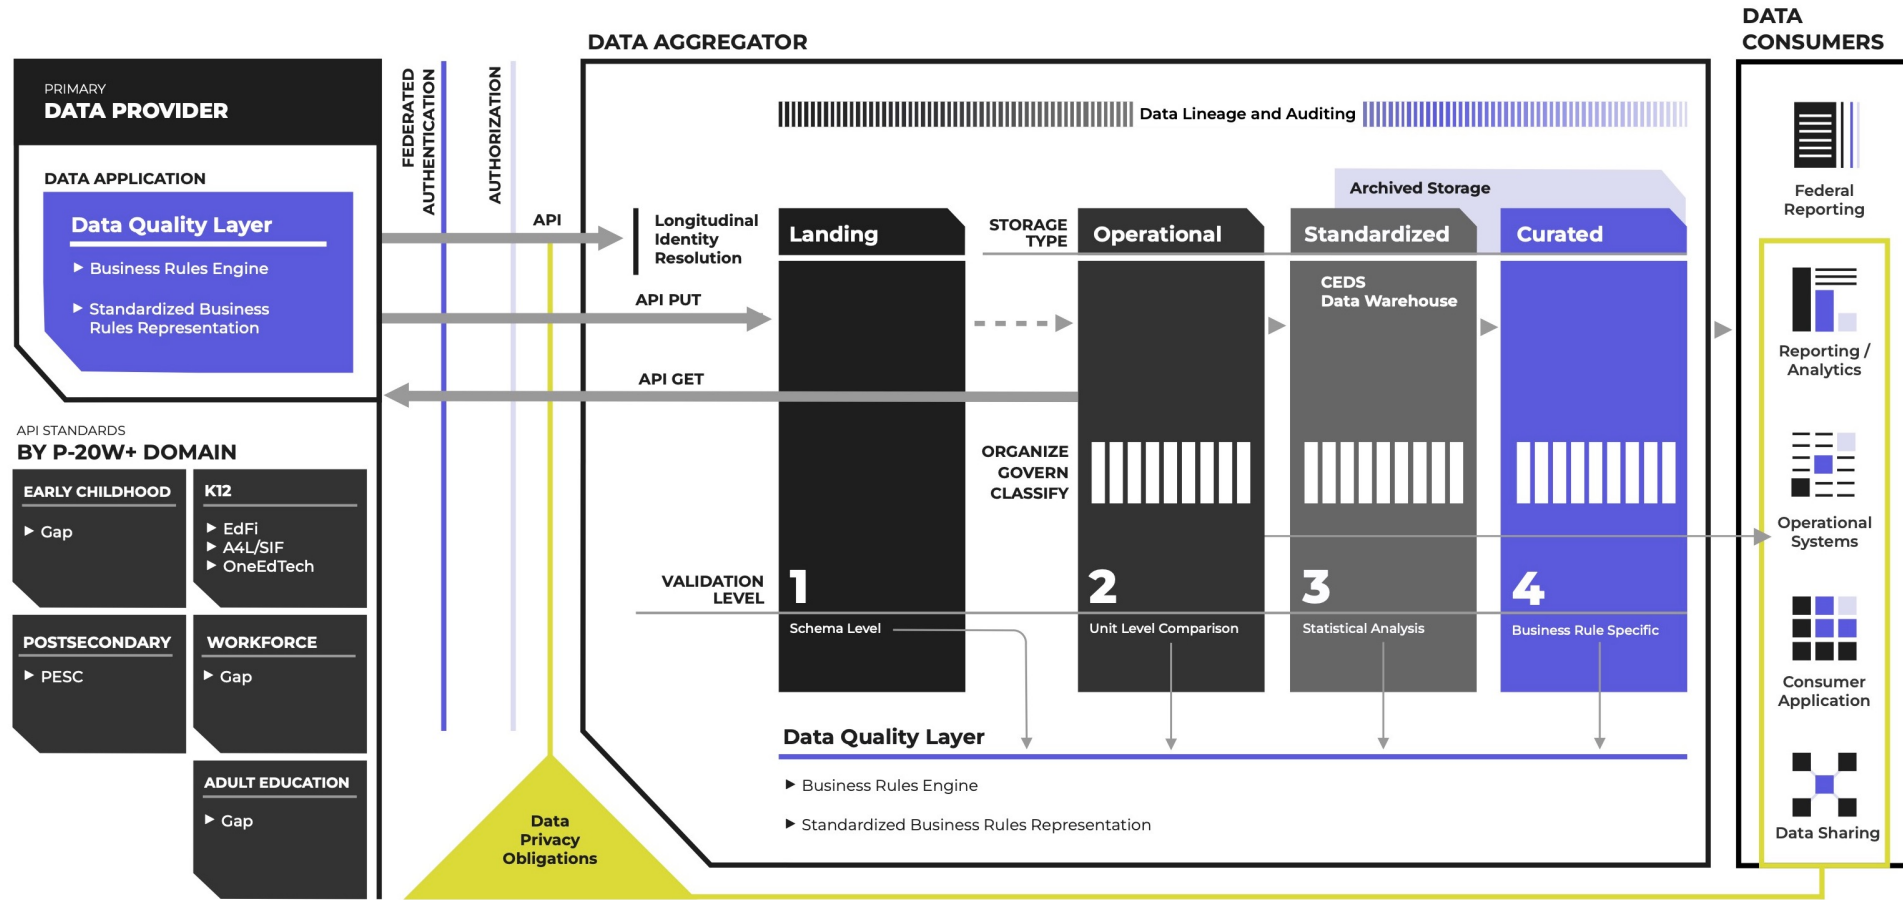 PRIMARY
DATA PROVIDER
DATA APPLICATION
Data Quality Layer
▶ Business Rules Engine
▶ Standardized Business
Rules Representation
API STANDARDS
BY P-20W+ DOMAIN
EARLY CHILDHOOD
▶ Gap
K12
▶ EdFi
▶ A4L/SIF
▶ OneEdTech
POSTSECONDARY
▶ PESC
WORKFORCE
▶ Gap
ADULT EDUCATION
▶ Gap
FEDERATED
AUTHENTICATION
AUTHORIZATION
API
Data
Privacy
Obligations
DATA AGGREGATOR
Data Lineage and Auditing
Longitudinal
Identity
Resolution
API PUT
API GET
Landing
STORAGE
TYPE
Archived Storage
Operational
Standardized
Curated
CEDS
Data Warehouse
ORGANIZE
GOVERN
CLASSIFY
VALIDATION
LEVEL
1
2
3
4
Schema Level
Unit Level Comparison
Statistical Analysis
Business Rule Specific
Data Quality Layer
▶ Business Rules Engine
▶ Standardized Business Rules Representation
DATA
CONSUMERS
Federal
Reporting
Reporting /
Analytics
Operational
Systems
Consumer
Application
Data Sharing